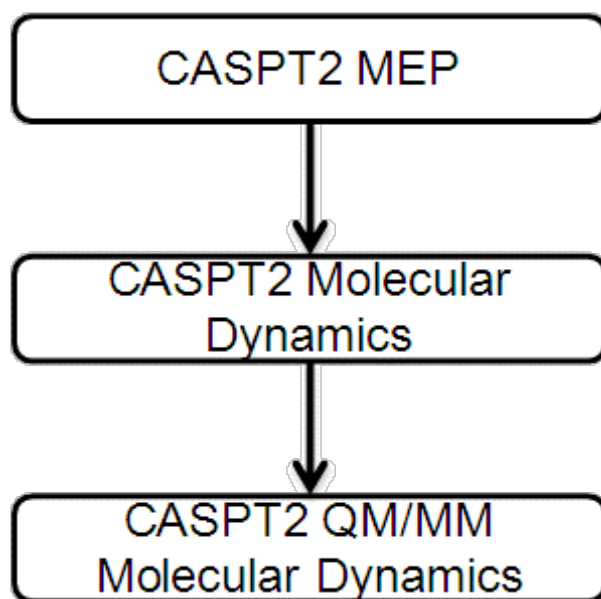 CASPT2 MEP
CASPT2 Molecular
Dynamics
CASPT2 QM/MM
Molecular Dynamics